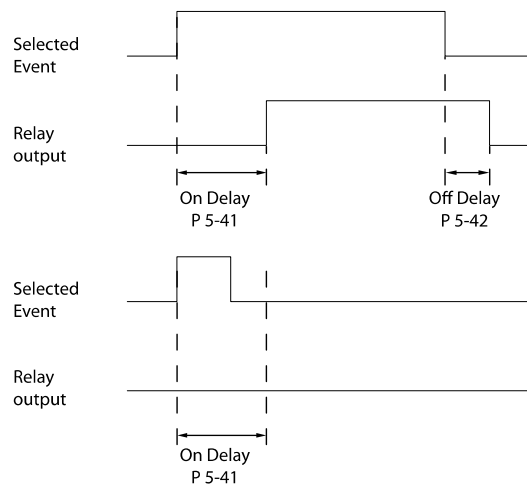 Selected
Event
Relay
output
On Delay
P 5-41
Off Delay
P 5-42
Selected
Event
Relay
output
On Delay
P 5-41